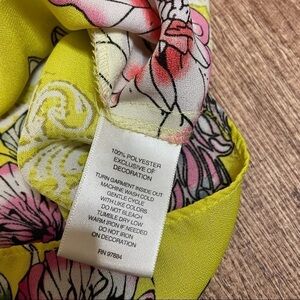 100% POLYESTER
EXCLUSIVE OF
DECORATION
TURN GARMENT INSIDE OUT
MACHINE WASH COLD
GENTLE CYCLE
WITH LIKE COLORS
DO NOT BLEACH
TUMBLE DRY LOW
WARM IRON IF NEEDED
DO NOT IRON
ON DECORATION
RN 97884